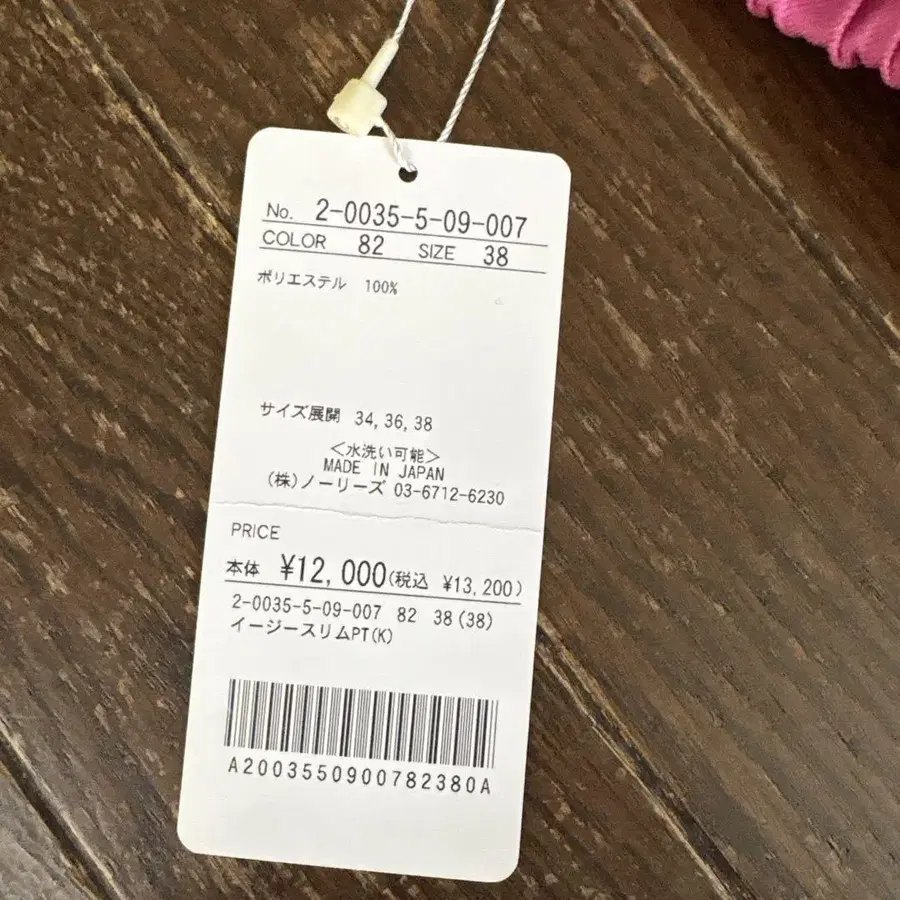 No. 2-0035-5-09-007
COLOR 82 SIZE 38
ポリエステル 100%
サイズ展開 34,36,38
<水洗い可能>
MADE IN JAPAN
(株)ノーリーズ 03-6712-6230
PRICE
本体 ¥12,000(税込 ¥13,200)
2-0035-5-09-007 82 38(38)
イージースリムPT(K)
A2003550900782380A